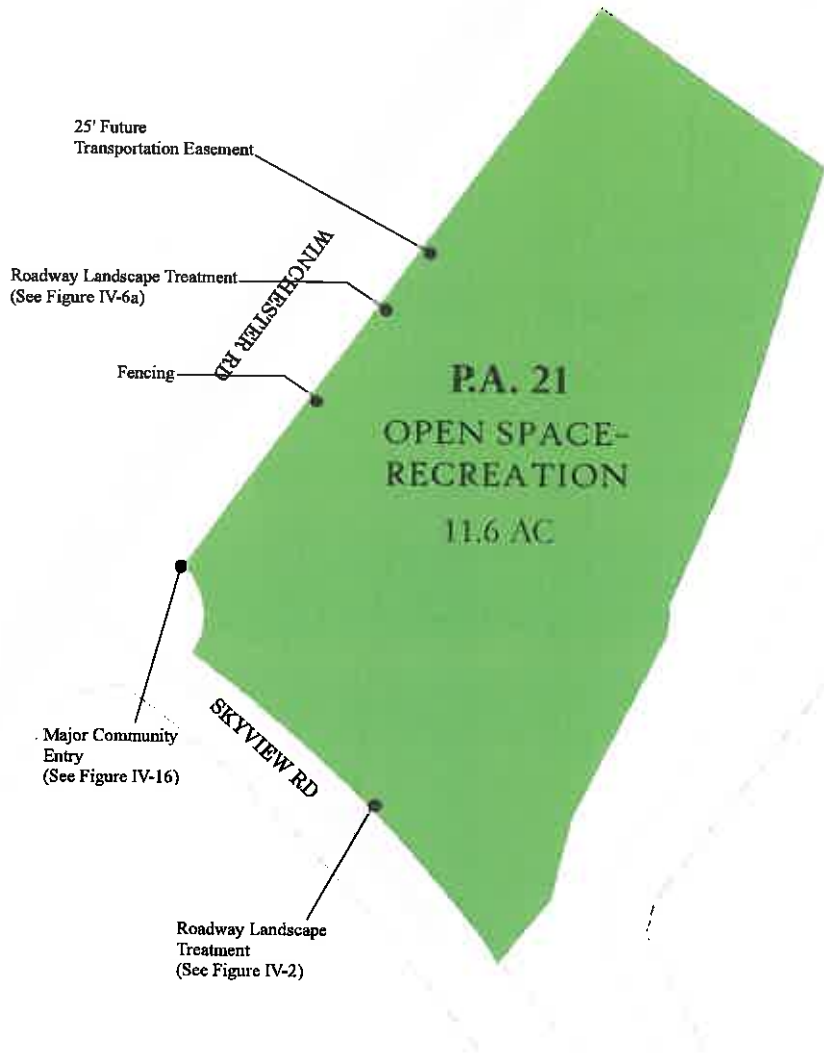 25' Future
Transportation Easement
WINCHESTER RD
Roadway Landscape Treatment
(See Figure IV-6a)
Fencing
P.A. 21
OPEN SPACE-
RECREATION
11.6 AC
Major Community
Entry
(See Figure IV-16)
SKYVIEW RD
Roadway Landscape
Treatment
(See Figure IV-2)